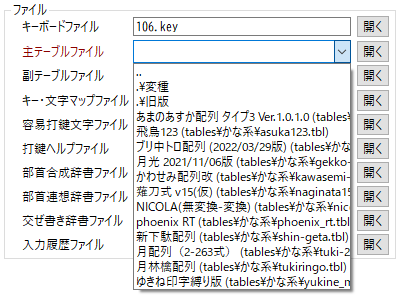 ファイル
キーボードファイル 106.key 開く
主テーブルファイル 開く
副テーブルファイル 開く
キー・文字マップファイル 開く
容易打鍵文字ファイル 開く
打鍵ヘルプファイル 開く
部首合成辞書ファイル 開く
部首連想辞書ファイル 開く
交ぜ書き辞書ファイル 開く
入力履歴ファイル 開く
..
.¥変種
.¥旧版
あまのあすか配列 タイプ3 Ver.1.0.1.0 (tables
飛鳥123 (tables¥かな系¥asuka123.tbl)
ブリ中トロ配列 (2022/03/29版) (tables¥か
月光 2021/11/06版 (tables¥かな系¥gekko-
かわせみ配列改 (tables¥かな系¥kawasemi-
薙刀式 v15(仮) (tables¥かな系¥naginata15
NICOLA(無変換-変換) (tables¥かな系¥nic
phoenix RT (tables¥かな系¥phoenix_rt.tbl
新下駄配列 (tables¥かな系¥shin-geta.tbl)
月配列（2-263式） (tables¥かな系¥tuki-2
月林檎配列 (tables¥かな系¥tukiringo.tbl)
ゆきね印字縛り版 (tables¥かな系¥yukine_m